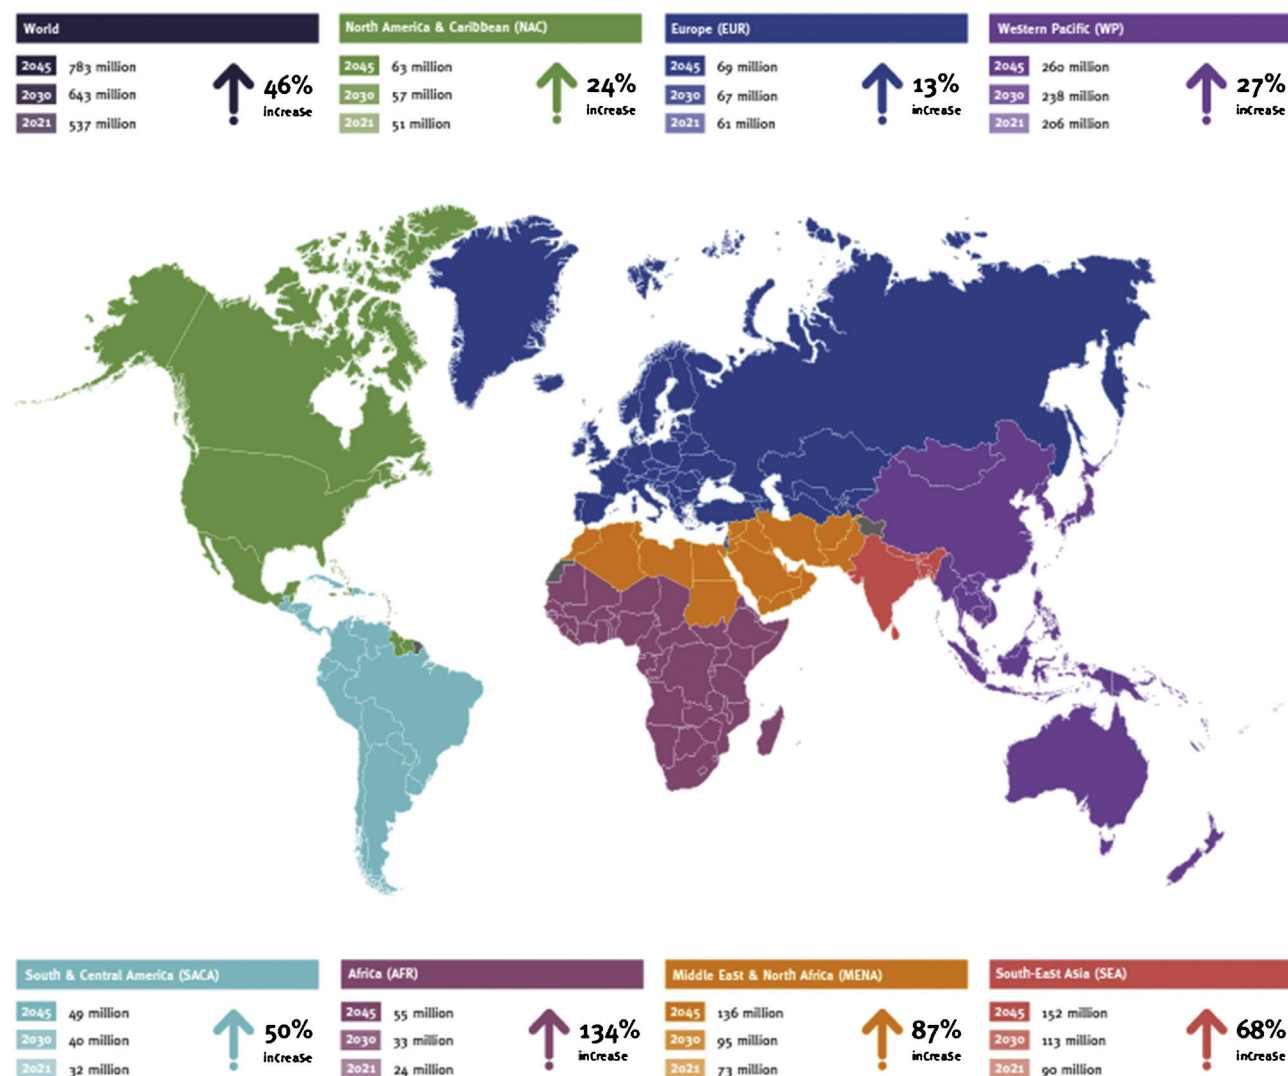 World
2045 783 million
2030 643 million
2021 537 million
46%
increase
North America & Caribbean (NAC)
2045 63 million
2030 57 million
2021 51 million
24%
increase
Europe (EUR)
2045 69 million
2030 67 million
2021 61 million
13%
increase
Western Pacific (WP)
2045 260 million
2030 238 million
2021 206 million
27%
increase
South & Central America (SACA)
2045 49 million
2030 40 million
2021 32 million
50%
increase
Africa (AFR)
2045 55 million
2030 33 million
2021 24 million
134%
increase
Middle East & North Africa (MENA)
2045 136 million
2030 95 million
2021 73 million
87%
increase
South-East Asia (SEA)
2045 152 million
2030 113 million
2021 90 million
68%
increase